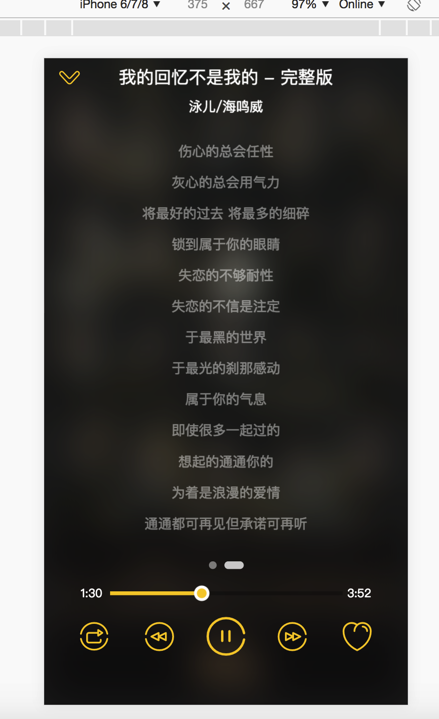 iPhone 6/7/8 ▼ 375 × 667 97% ▼ Online ▼
我的回忆不是我的 – 完整版
泳儿/海鸣威
伤心的总会任性
灰心的总会用气力
将最好的过去 将最多的细碎
锁到属于你的眼睛
失恋的不够耐性
失恋的不信是注定
于最黑的世界
于最光的刹那感动
属于你的气息
即使很多一起过的
想起的通通你的
为着是浪漫的爱情
通通都可再见但承诺可再听
1:30 3:52